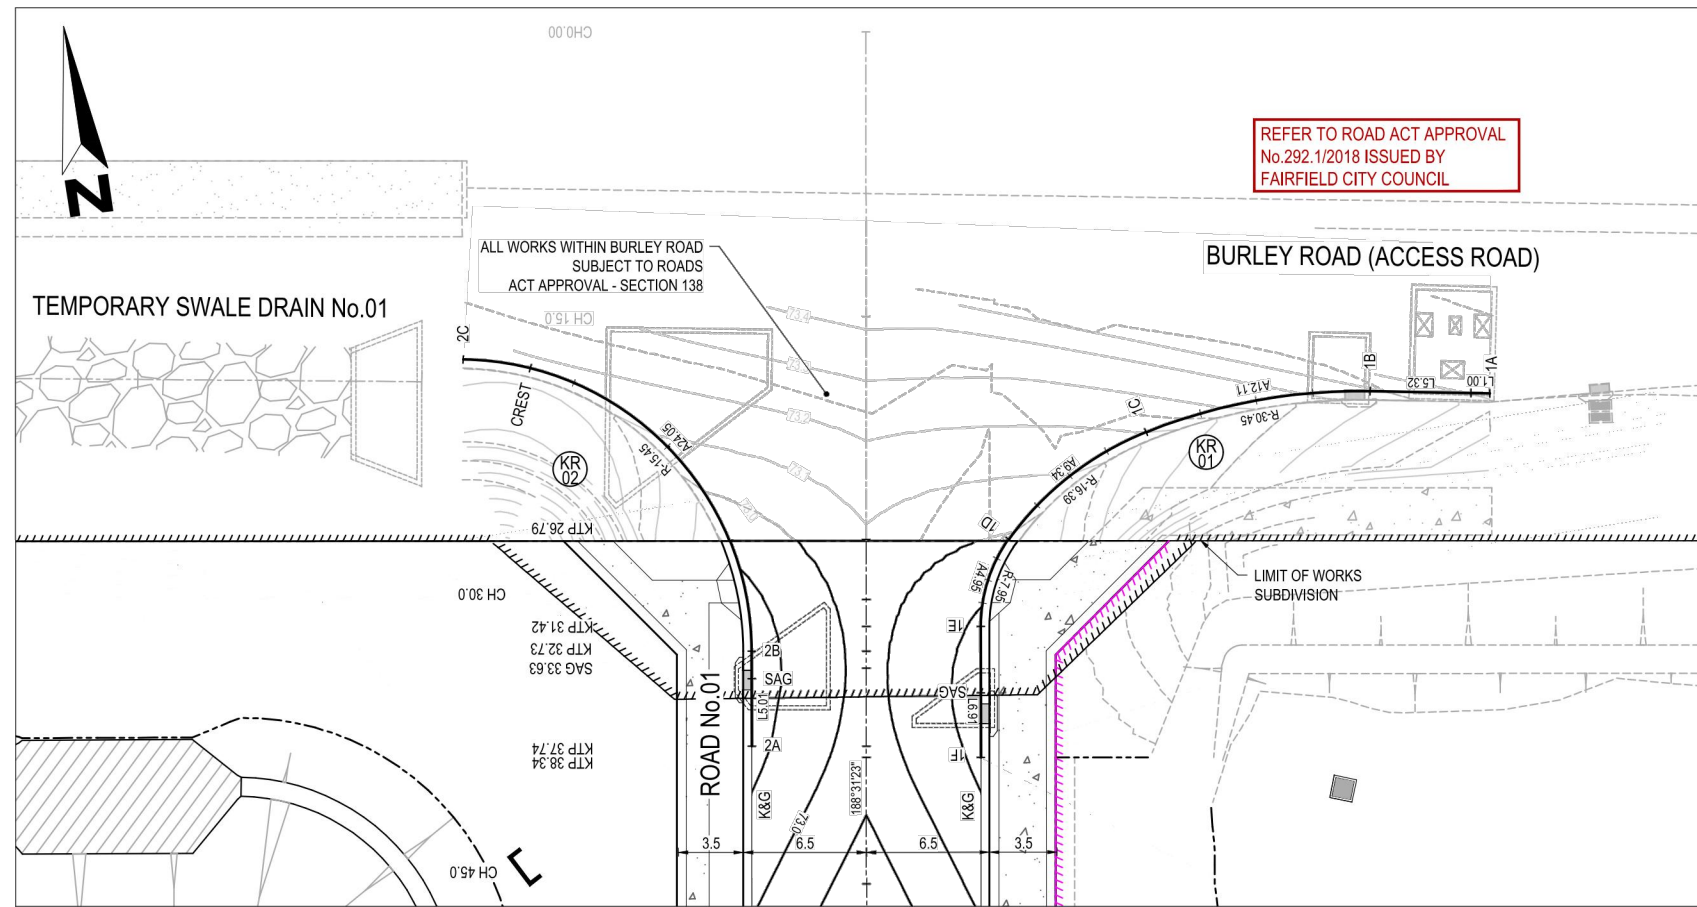 CH0.00
REFER TO ROAD ACT APPROVAL
No.292.1/2018 ISSUED BY
FAIRFIELD CITY COUNCIL
N
ALL WORKS WITHIN BURLEY ROAD
SUBJECT TO ROADS
ACT APPROVAL - SECTION 138
BURLEY ROAD (ACCESS ROAD)
TEMPORARY SWALE DRAIN No.01
CH 15.0
2C
CREST
A24.05
R-15.45
KR
02
1C
A12.11
R-30.45
1B
L5.32
L1.00
1A
KR
01
A9.34
R-16.39
1D
KTP 26.79
A4.95
R-7.95
LIMIT OF WORKS
SUBDIVISION
CH 30.0
KTP 31.42
KTP 32.73
SAG 33.63
1E
2B
SAG
SAG
L5.01
L6.91
ROAD No.01
2A
1F
KTP 37.74
KTP 38.34
188°31'23"
K&G
K&G
73.0
3.5
6.5
6.5
3.5
CH 45.0